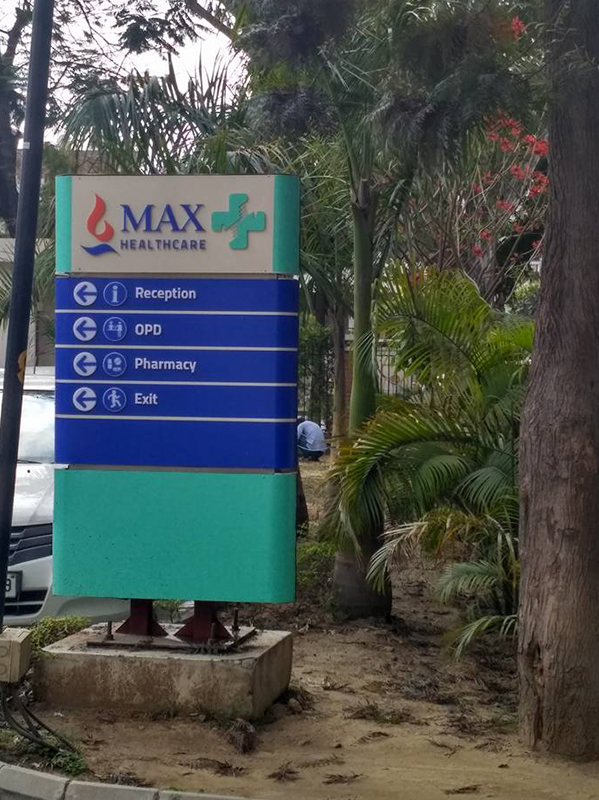 MAX
HEALTHCARE
Reception
OPD
Pharmacy
Exit